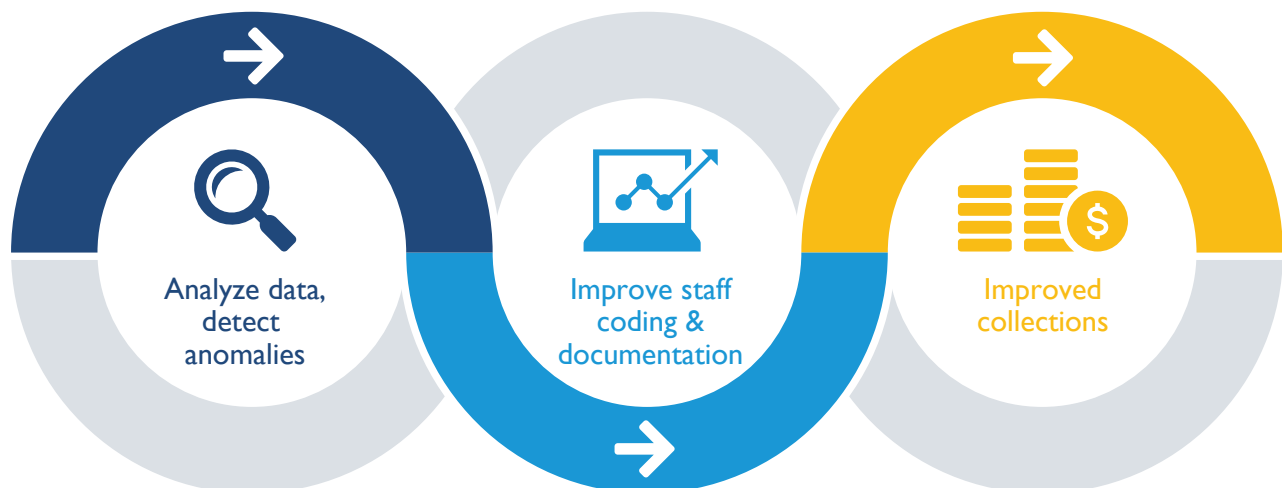 Analyze data,
detect
anomalies
Improve staff
coding &
documentation
$
Improved
collections